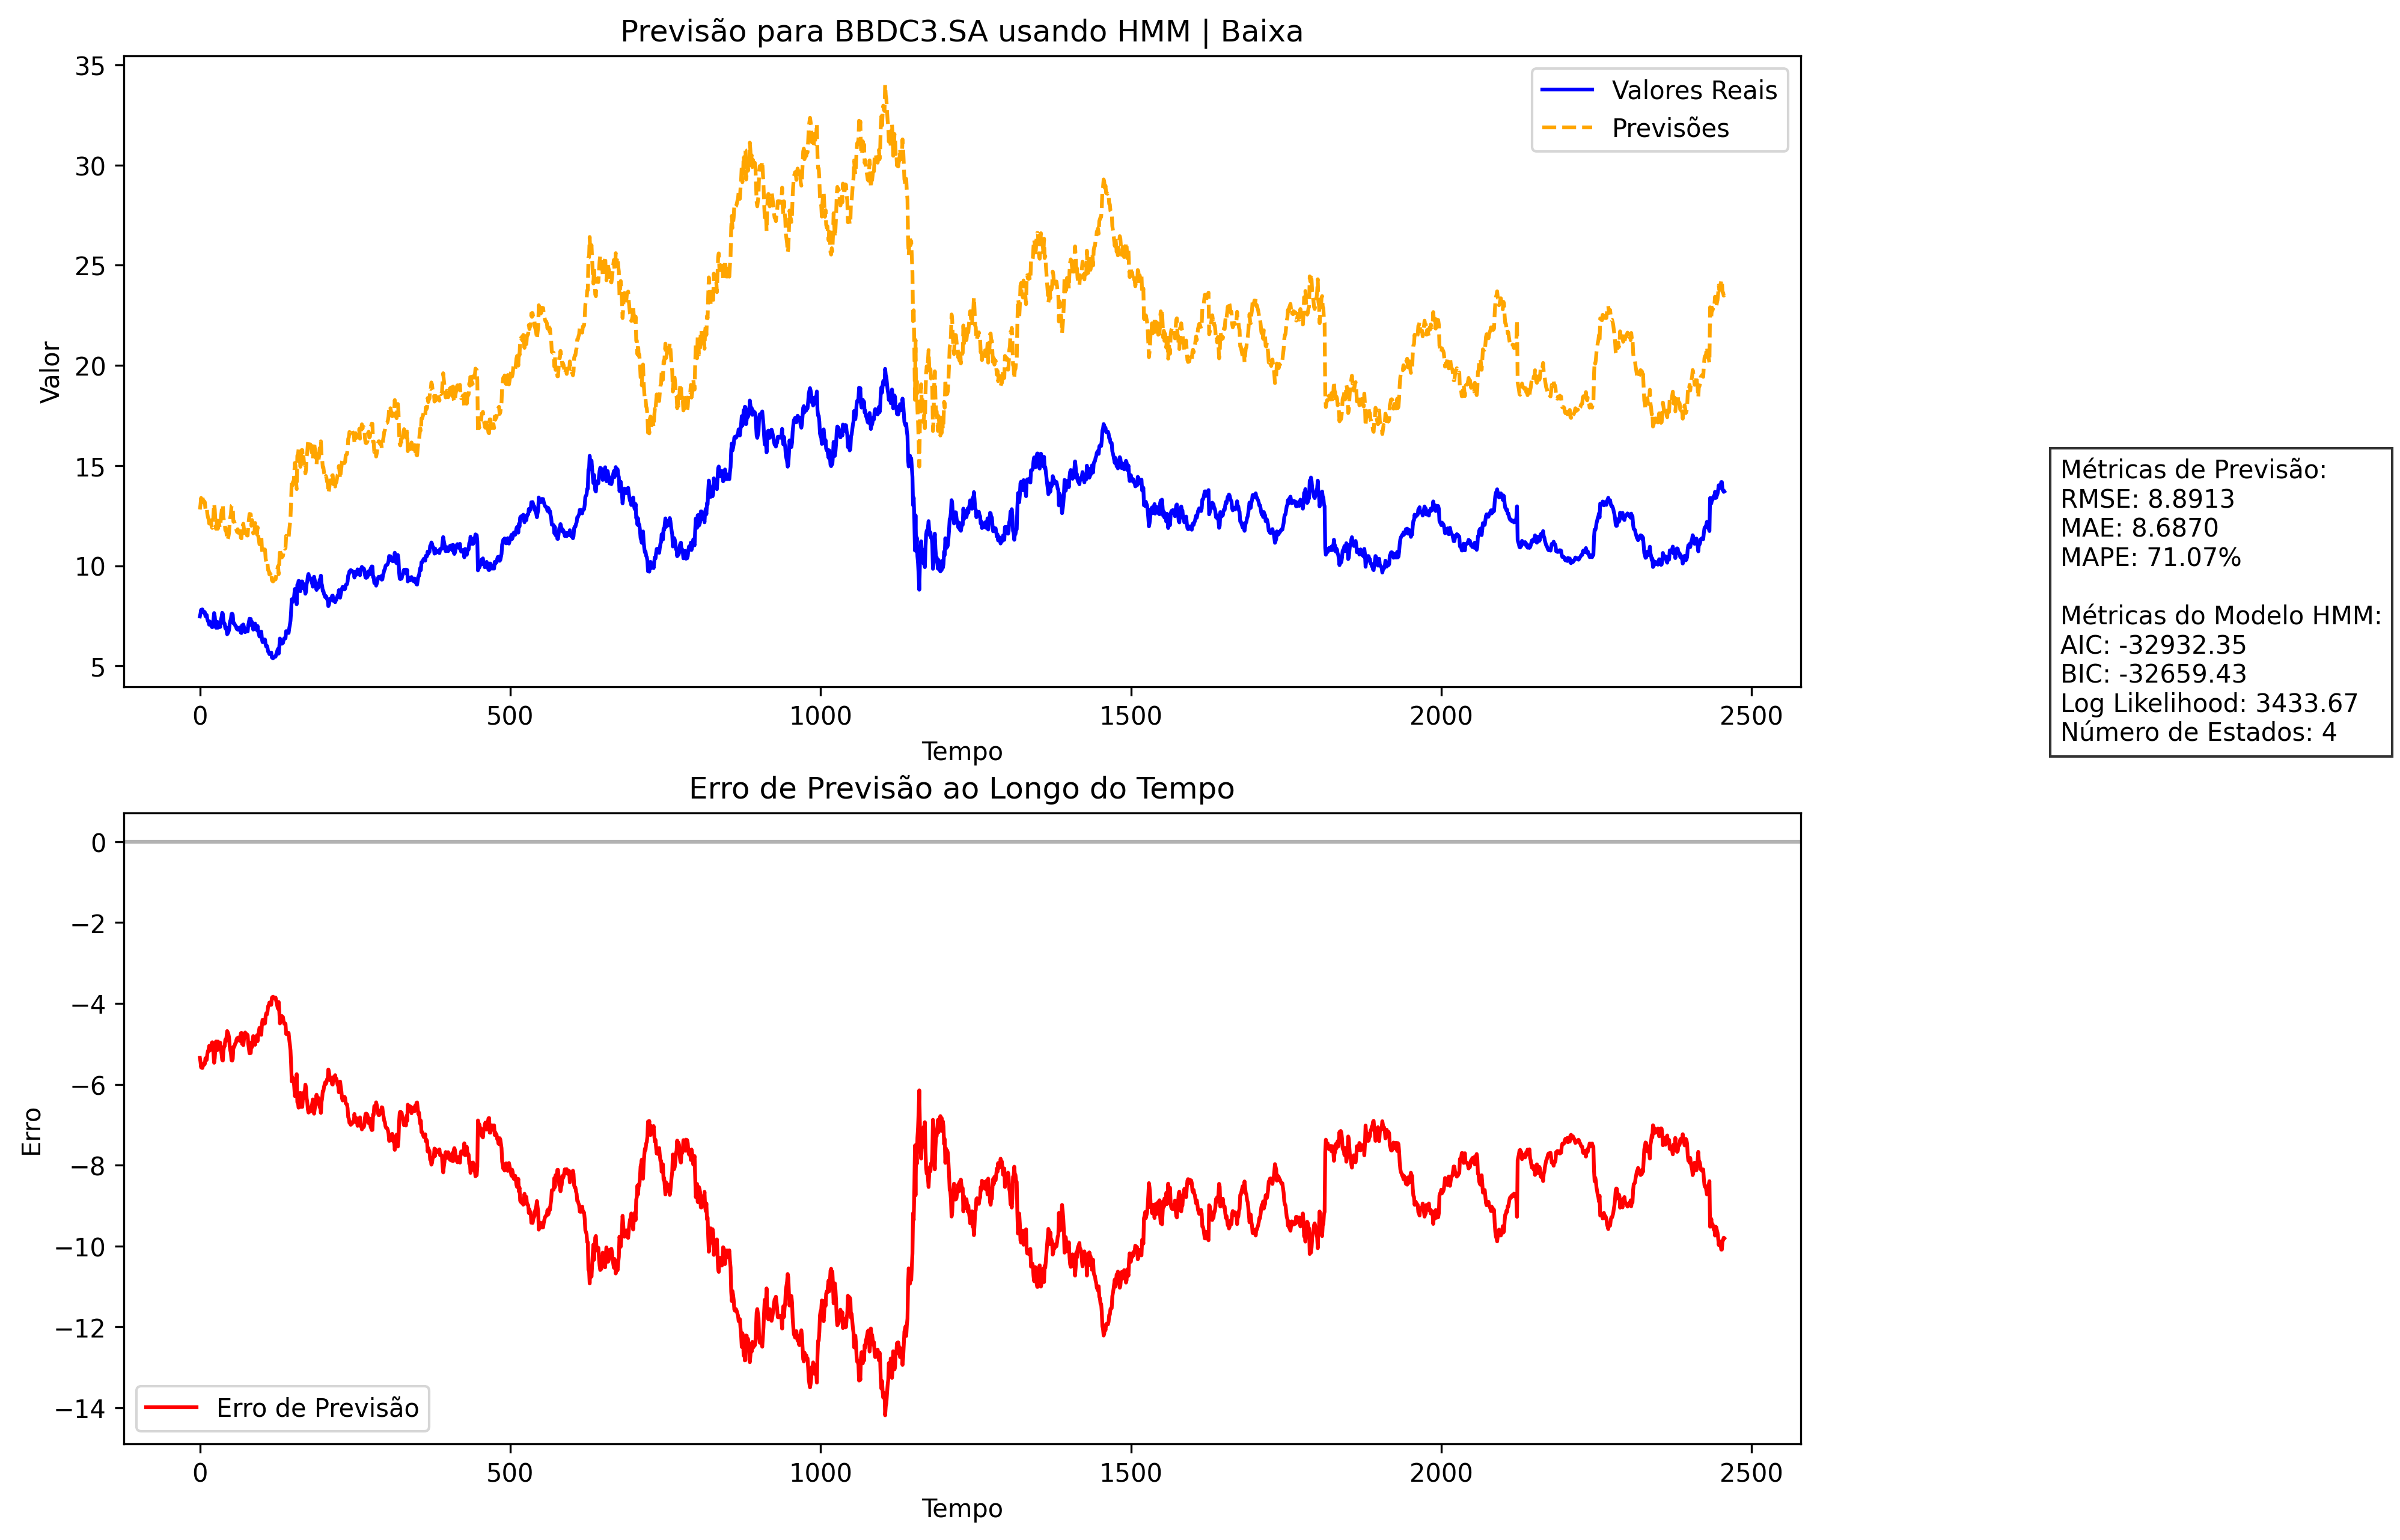 Previsão para BBDC3.SA usando HMM | Baixa
Valor
35
30
25
20
15
10
5
Valores Reais
Previsões
0
500
1000
1500
2000
2500
Tempo
Métricas de Previsão:
RMSE: 8.8913
MAE: 8.6870
MAPE: 71.07%
Métricas do Modelo HMM:
AIC: -32932.35
BIC: -32659.43
Log Likelihood: 3433.67
Número de Estados: 4
Erro de Previsão ao Longo do Tempo
Erro
0
−2
−4
−6
−8
−10
−12
−14
Erro de Previsão
0
500
1000
1500
2000
2500
Tempo